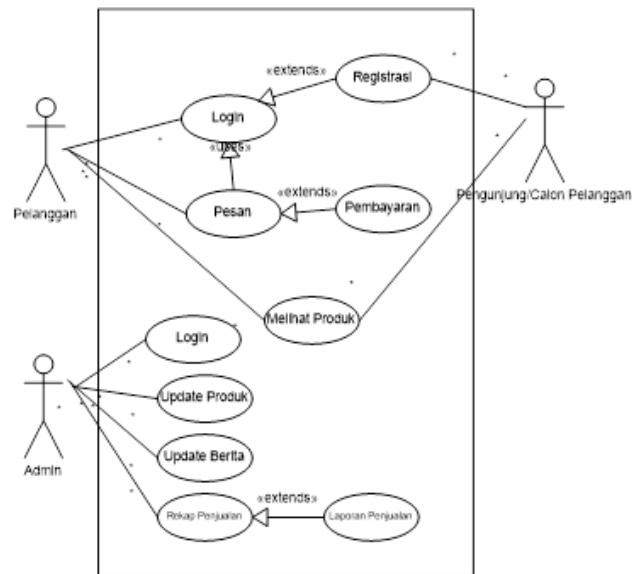 «extends»
Registrasi
Login
«uses»
Pelanggan
Pengunjung/Calon Pelanggan
«extends»
Pesan
Pembayaran
Melihat Produk
Login
Update Produk
Admin
Update Berita
«extends»
Rekap Penjualan
Laporan Penjualan